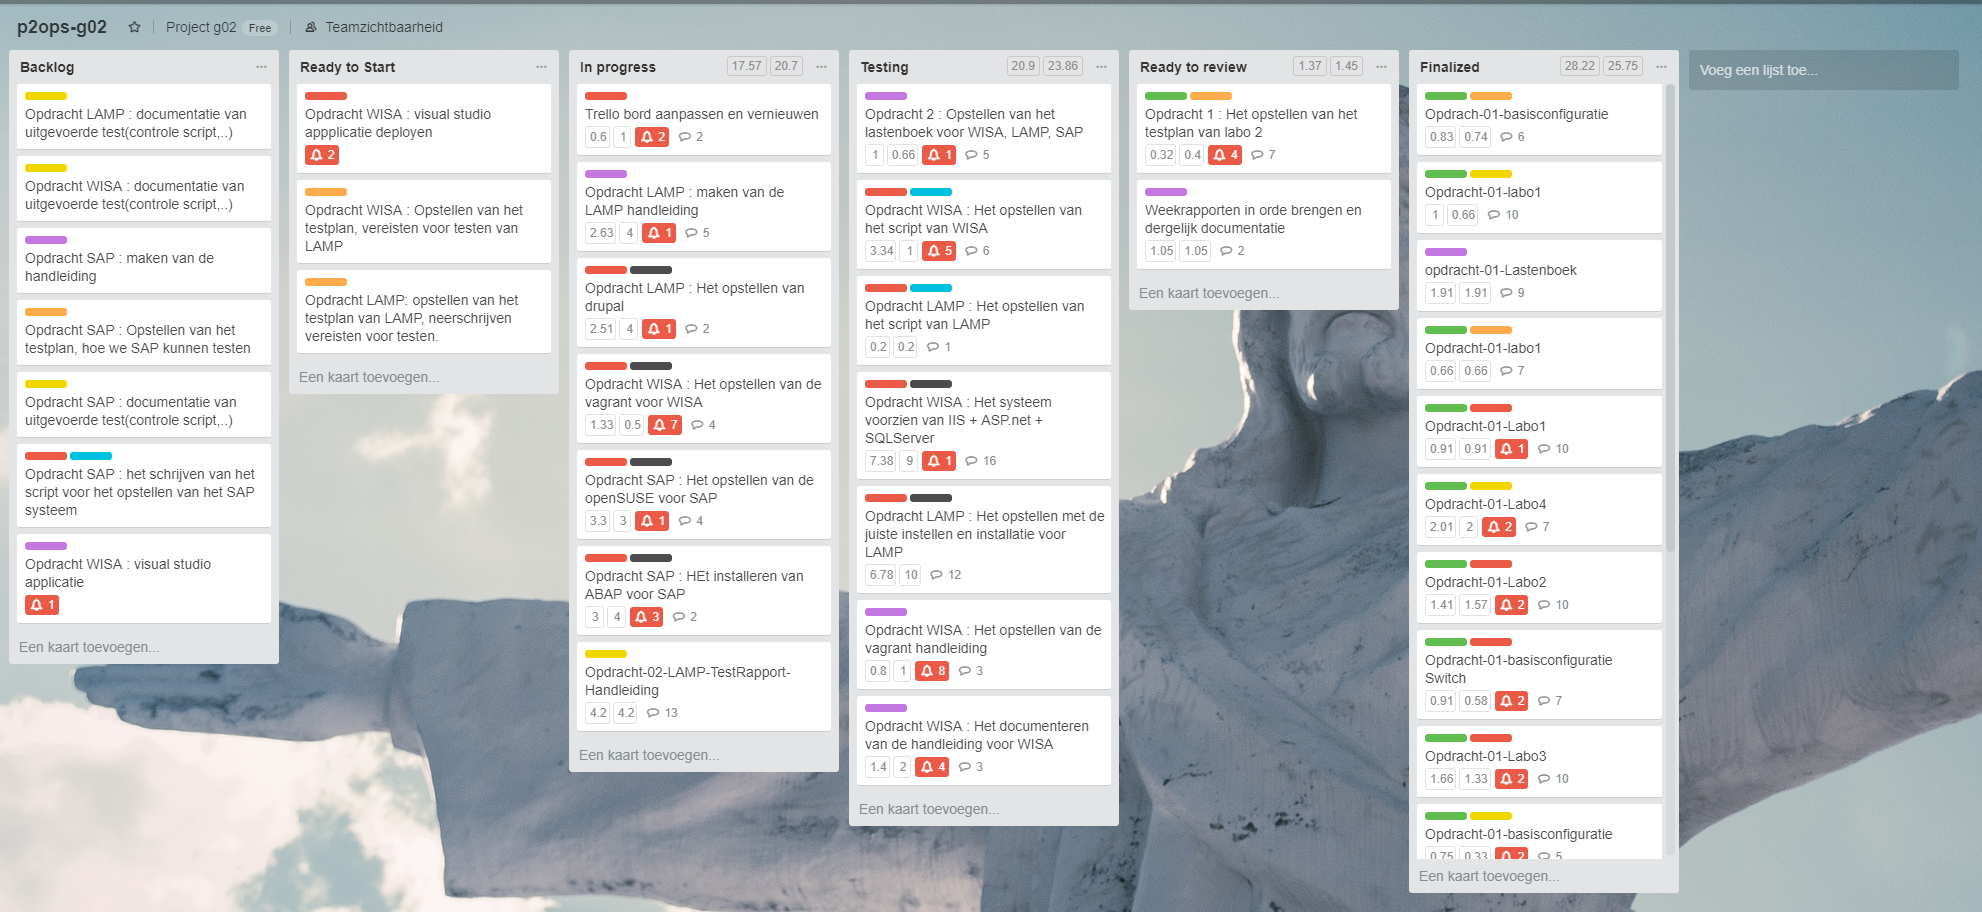 p2ops-g02
Project g02 Free
Teamzichtbaarheid
Backlog
Opdracht LAMP : documentatie van
uitgevoerde test(controle script,..)
Opdracht WISA : documentatie van
uitgevoerde test(controle script,..)
Opdracht SAP : maken van de
handleiding
Opdracht SAP : Opstellen van het
testplan, hoe we SAP kunnen testen
Opdracht SAP : documentatie van
uitgevoerde test(controle script,..)
Opdracht SAP : het schrijven van het
script voor het opstellen van het SAP
systeem
Opdracht WISA : visual studio
applicatie
1
Een kaart toevoegen...
Ready to Start
Opdracht WISA : visual studio
appplicatie deployen
2
Opdracht WISA : Opstellen van het
testplan, vereisten voor testen van
LAMP
Opdracht LAMP: opstellen van het
testplan van LAMP, neerschrijven
vereisten voor testen.
Een kaart toevoegen...
In progress 17.57 20.7
Trello bord aanpassen en vernieuwen
0.6 1 2 2
Opdracht LAMP : maken van de
LAMP handleiding
2.63 4 1 5
Opdracht LAMP : Het opstellen van
drupal
2.51 4 1 2
Opdracht WISA : Het opstellen van de
vagrant voor WISA
1.33 0.5 7 4
Opdracht SAP : Het opstellen van de
openSUSE voor SAP
3.3 3 1 4
Opdracht SAP : HEt installeren van
ABAP voor SAP
3 4 3 2
Opdracht-02-LAMP-TestRapport-
Handleiding
4.2 4.2 13
Een kaart toevoegen...
Testing 20.9 23.86
Opdracht 2 : Opstellen van het
lastenboek voor WISA, LAMP, SAP
1 0.66 1 5
Opdracht WISA : Het opstellen van
het script van WISA
3.34 1 5 6
Opdracht LAMP : Het opstellen van
het script van LAMP
0.2 0.2 1
Opdracht WISA : Het systeem
voorzien van IIS + ASP.net +
SQLServer
7.38 9 1 16
Opdracht LAMP : Het opstellen met de
juiste instellen en installatie voor
LAMP
6.78 10 12
Opdracht WISA : Het opstellen van de
vagrant handleiding
0.8 1 8 3
Opdracht WISA : Het documenteren
van de handleiding voor WISA
1.4 2 4 3
Een kaart toevoegen...
Ready to review 1.37 1.45
Opdracht 1 : Het opstellen van het
testplan van labo 2
0.32 0.4 4 7
Weekrapporten in orde brengen en
dergelijk documentatie
1.05 1.05 2
Een kaart toevoegen...
Finalized 28.22 25.75
Opdrach-01-basisconfiguratie
0.83 0.74 6
Opdracht-01-labo1
1 0.66 10
opdracht-01-Lastenboek
1.91 1.91 9
Opdracht-01-labo1
0.66 0.66 7
Opdracht-01-Labo1
0.91 0.91 1 10
Opdracht-01-Labo4
2.01 2 2 7
Opdracht-01-Labo2
1.41 1.57 2 10
Opdracht-01-basisconfiguratie
Switch
0.91 0.58 2 7
Opdracht-01-Labo3
1.66 1.33 2 10
Opdracht-01-basisconfiguratie
0.75 0.33 2 5
Een kaart toevoegen...
Voeg een lijst toe...